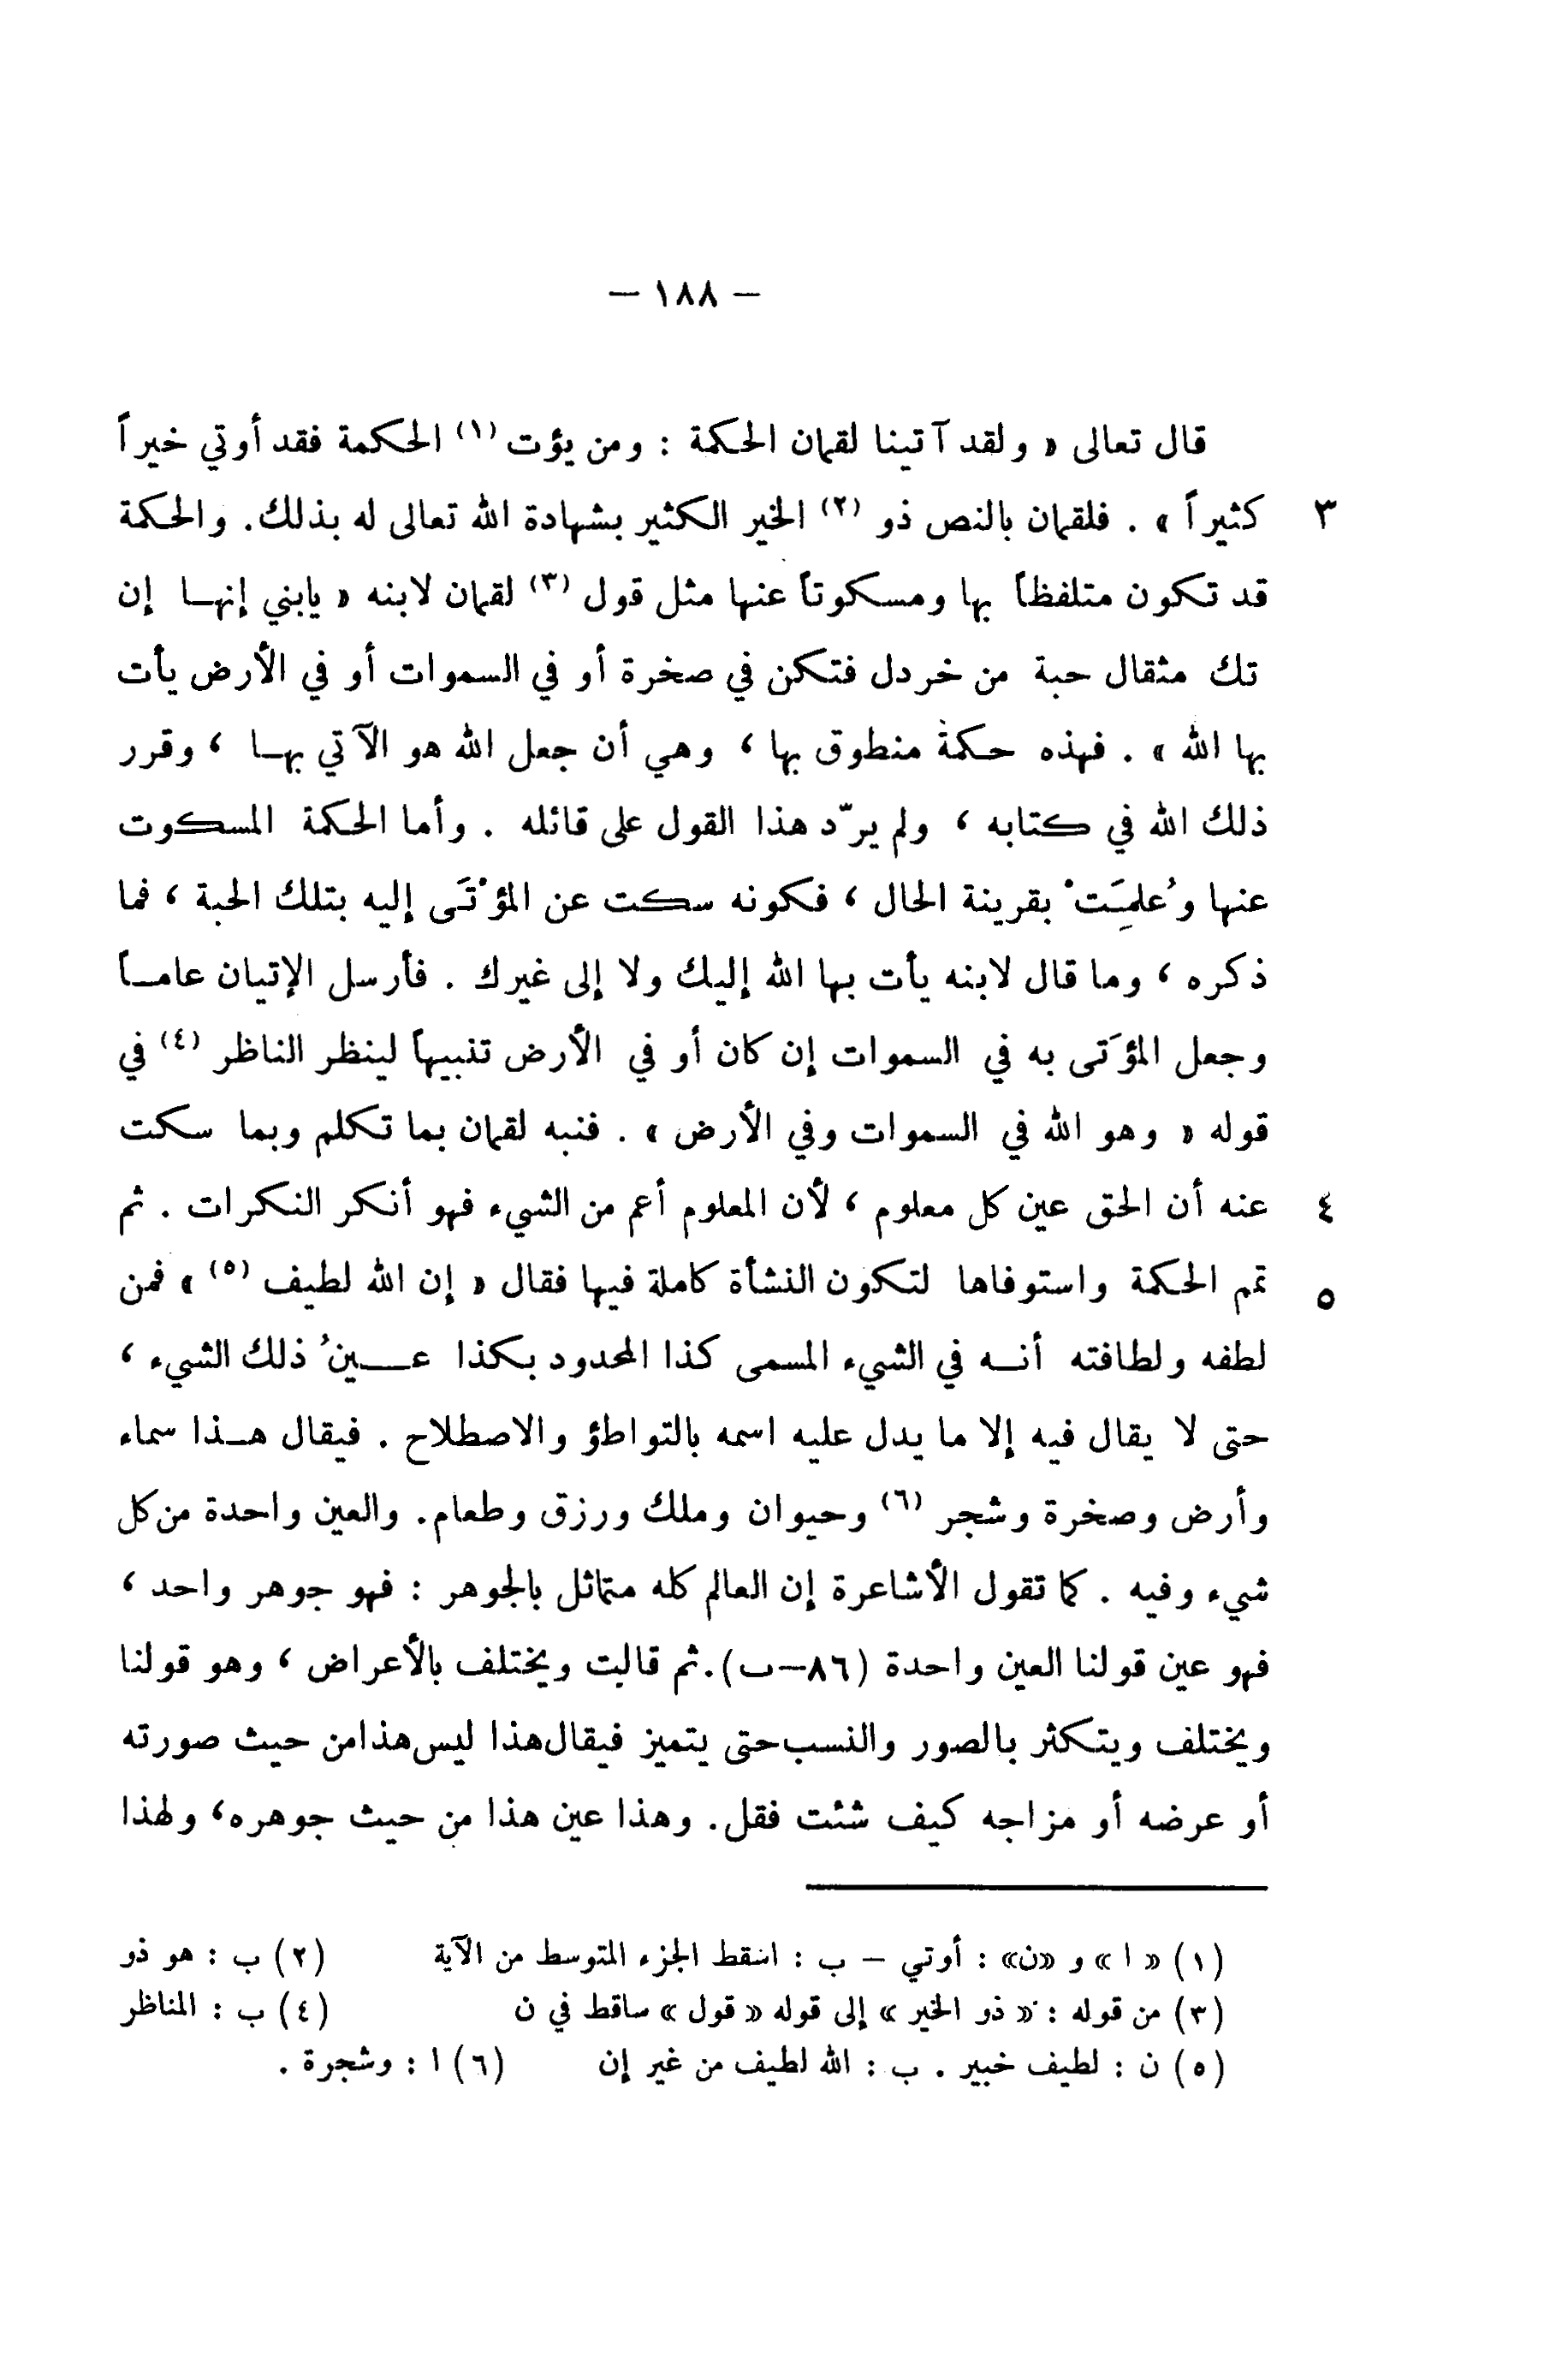 — ١٨٨ —
قال تعالى « ولقد آتينا لقمان الحكمة : ومن يؤت (١) الحكمة فقد أوتي خيراً
٣ كثيراً » . فلقمان بالنص ذو (٢) الخير الكثير بشهادة الله تعالى له بذلك. والحكمة
قد تكون متلفظاً بها ومسكوتاً عنها مثل قول (٣) لقمان لابنه « يابني إنهـا إن
تك مثقال حبة من خردل فتكن في صخرة أو في السموات أو في الأرض يأت
بها الله » . فهذه حكمة منطوق بها ، وهي أن جعل الله هو الآتي بهـا ، وقرر
ذلك الله في كتابه ، ولم يردّ هذا القول على قائله . وأما الحكمة المسكوت
عنها وعُلِمَتْ بقرينة الحال ، فكونه سكت عن المؤْتَى إليه بتلك الحبة ، فما
ذكره ، وما قال لابنه يأت بها الله إليك ولا إلى غيرك . فأرسل الإتيان عامـاً
وجعل المؤتَى به في السموات إن كان أو في الأرض تنبيهاً لينظر الناظر (٤) في
قوله « وهو الله في السموات وفي الأرض » . فنبه لقمان بما تكلم وبما سكت
٤ عنه أن الحق عين كل معلوم ، لأن المعلوم أعم من الشيء فهو أنكر النكرات . ثم
٥ تمم الحكمة واستوفاها لتكون النشأة كاملة فيها فقال « إن الله لطيف (٥) » فمن
لطفه ولطافته أنـه في الشيء المسمى كذا المحدود بكذا عـــينُ ذلك الشيء ،
حتى لا يقال فيه إلا ما يدل عليه اسمه بالتواطؤ والاصطلاح . فيقال هـذا سماء
وأرض وصخرة وشجر (٦) وحيوان وملك ورزق وطعام. والعين واحدة من كل
شيء وفيه . كما تقول الأشاعرة إن العالم كله متماثل بالجوهر : فهو جوهر واحد ،
فهو عين قولنا العين واحدة (٨٦–ب).ثم قالت ويختلف بالأعراض ، وهو قولنا
ويختلف ويتكثر بالصور والنسب حتى يتميز فيقال هذا ليس هذا من حيث صورته
أو عرضه أو مزاجه كيف شئت فقل. وهذا عين هذا من حيث جوهره، ولهذا
(١) « ا » و «ن» : أوتي – ب : اسقط الجزء المتوسط من الآية (٢) ب : هو ذو
(٣) من قوله : « ذو الخير » إلى قوله « قول » ساقط في ن (٤) ب : المناظر
(٥) ن : لطيف خبير . ب : الله لطيف من غير إن (٦) ا : وشجرة .